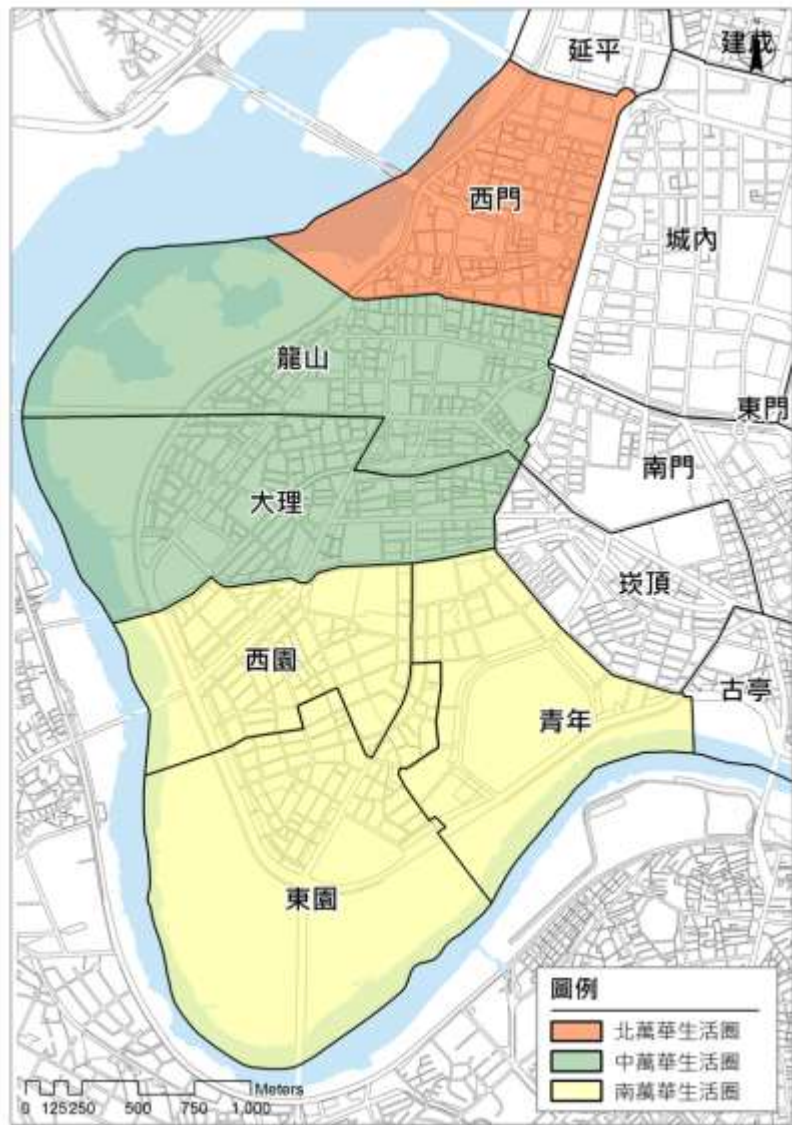 延平
建成
西門
城內
龍山
東門
南門
大理
崁頂
西園
古亭
青年
東園
圖例
北萬華生活圈
中萬華生活圈
南萬華生活圈
Meters
0 125 250 500 750 1,000